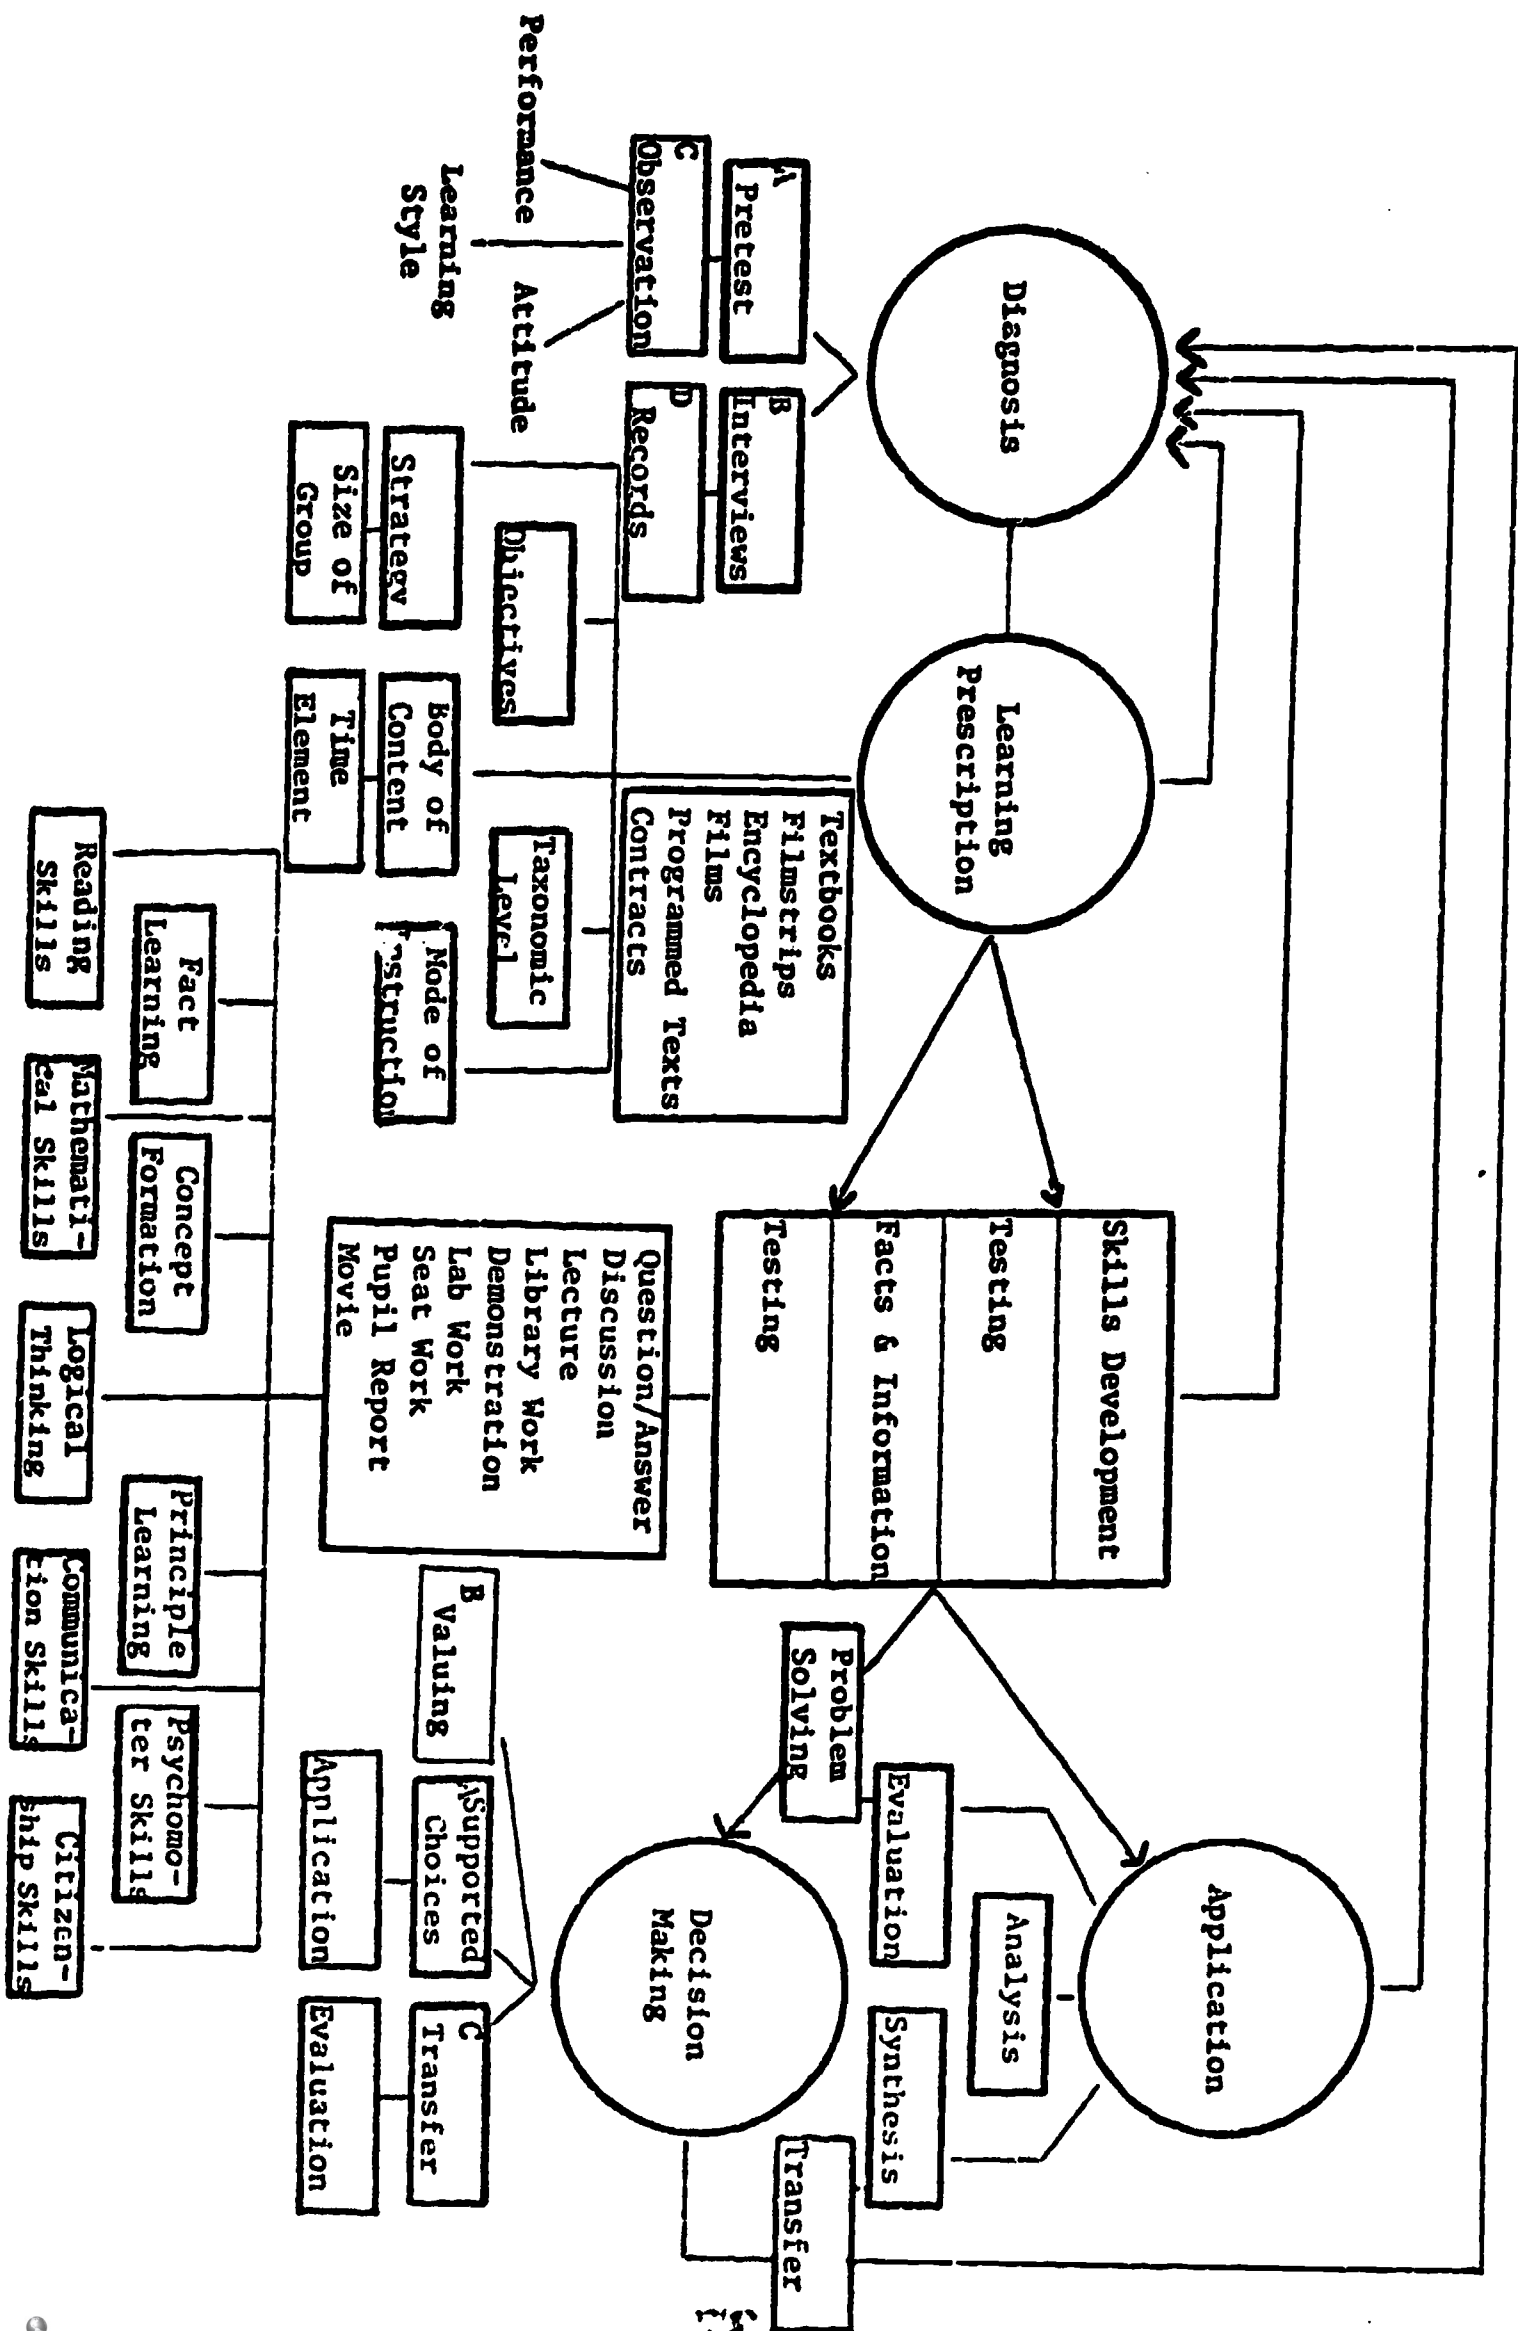 Diagnosis
A
Pretest
B
Interviews
C
Observation
D
Records
Performance
Learning
Style
Attitude
Learning
Prescription
Textbooks
Filmstrips
Encyclopedia
Films
Programmed Texts
Contracts
Objectives
Taxonomic
Level
Strategy
Size of
Group
Body of
Content
Time
Element
Mode of
Instruction
Skills Development
Testing
Facts & Information
Testing
Question/Answer
Discussion
Lecture
Library Work
Demonstration
Lab Work
Seat Work
Pupil Report
Movie
Fact
Learning
Concept
Formation
Principle
Learning
Psychomo-
ter Skills
Reading
Skills
Mathemati-
cal Skills
Logical
Thinking
Communica-
tion Skills
Citizen-
ship Skills
Application
Analysis
Evaluation
Synthesis
Problem
Solving
Transfer
Decision
Making
B
Valuing
A Supported
Choices
C
Transfer
Application
Evaluation